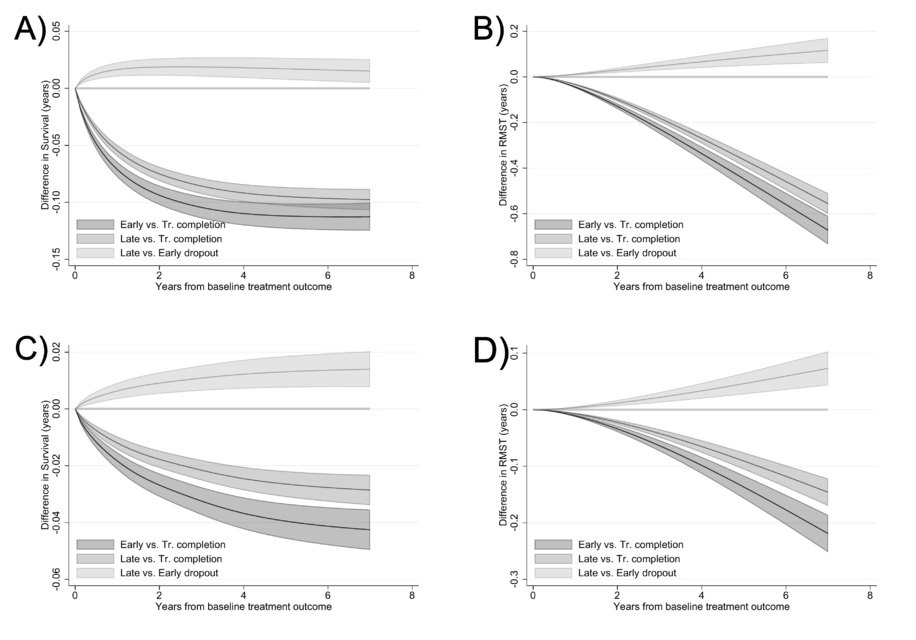 A)
0.05
0.00
-0.05
-0.10
-0.15
Difference in Survival (years)
Early vs. Tr. completion
Late vs. Tr. completion
Late vs. Early dropout
0 2 4 6 8
Years from baseline treatment outcome
B)
0.2
0.0
-0.2
-0.4
-0.6
-0.8
Difference in RMST (years)
Early vs. Tr. completion
Late vs. Tr. completion
Late vs. Early dropout
0 2 4 6 8
Years from baseline treatment outcome
C)
0.02
0.00
-0.02
-0.04
-0.06
Difference in Survival (years)
Early vs. Tr. completion
Late vs. Tr. completion
Late vs. Early dropout
0 2 4 6 8
Years from baseline treatment outcome
D)
0.1
0.0
-0.1
-0.2
-0.3
Difference in RMST (years)
Early vs. Tr. completion
Late vs. Tr. completion
Late vs. Early dropout
0 2 4 6 8
Years from baseline treatment outcome